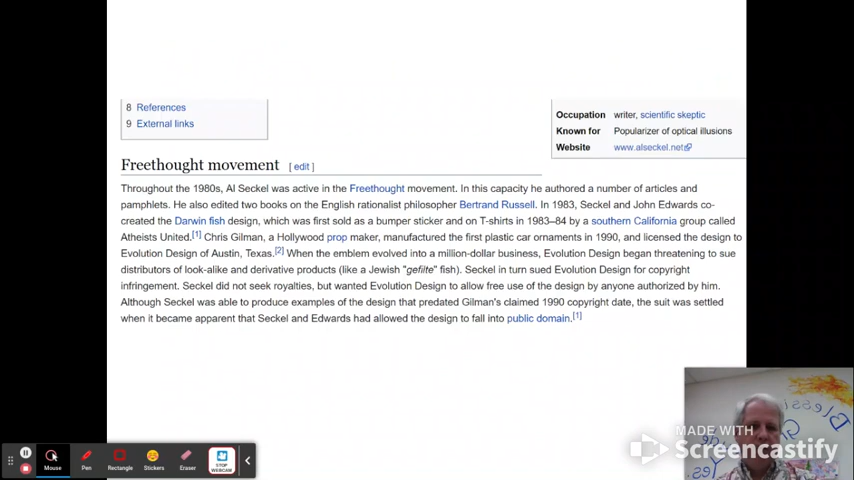 8 References
9 External links
Occupation writer, scientific skeptic
Known for Popularizer of optical illusions
Website www.alseckel.net
Freethought movement [ edit ]
Throughout the 1980s, Al Seckel was active in the Freethought movement. In this capacity he authored a number of articles and
pamphlets. He also edited two books on the English rationalist philosopher Bertrand Russell. In 1983, Seckel and John Edwards co-
created the Darwin fish design, which was first sold as a bumper sticker and on T-shirts in 1983–84 by a southern California group called
Atheists United.[1] Chris Gilman, a Hollywood prop maker, manufactured the first plastic car ornaments in 1990, and licensed the design to
Evolution Design of Austin, Texas.[2] When the emblem evolved into a million-dollar business, Evolution Design began threatening to sue
distributors of look-alike and derivative products (like a Jewish "gefilte" fish). Seckel in turn sued Evolution Design for copyright
infringement. Seckel did not seek royalties, but wanted Evolution Design to allow free use of the design by anyone authorized by him.
Although Seckel was able to produce examples of the design that predated Gilman's claimed 1990 copyright date, the suit was settled
when it became apparent that Seckel and Edwards had allowed the design to fall into public domain.[1]
Blessi
Yes
MADE WITH
Screencastify
Mouse
Pen
Rectangle
Stickers
Eraser
STOP
WEBCAM